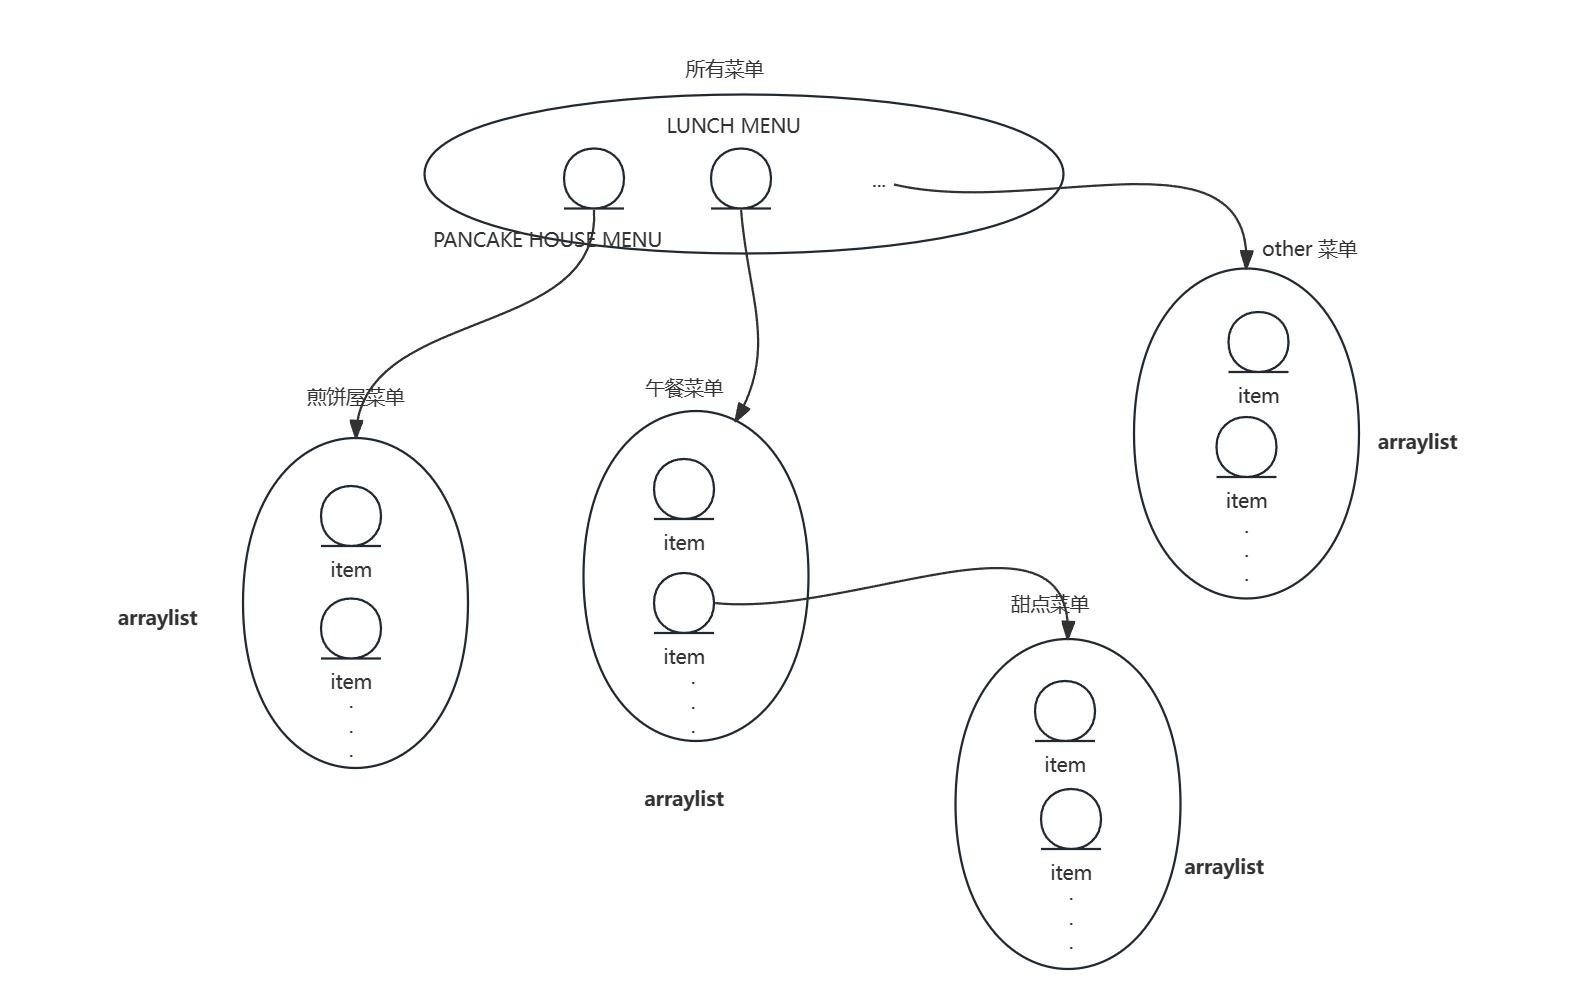 所有菜单
LUNCH MENU
...
PANCAKE HOUSE MENU
other 菜单
item
item
.
.
.
arraylist
煎饼屋菜单
item
item
.
.
.
arraylist
午餐菜单
item
item
.
.
.
arraylist
甜点菜单
item
item
.
.
.
arraylist